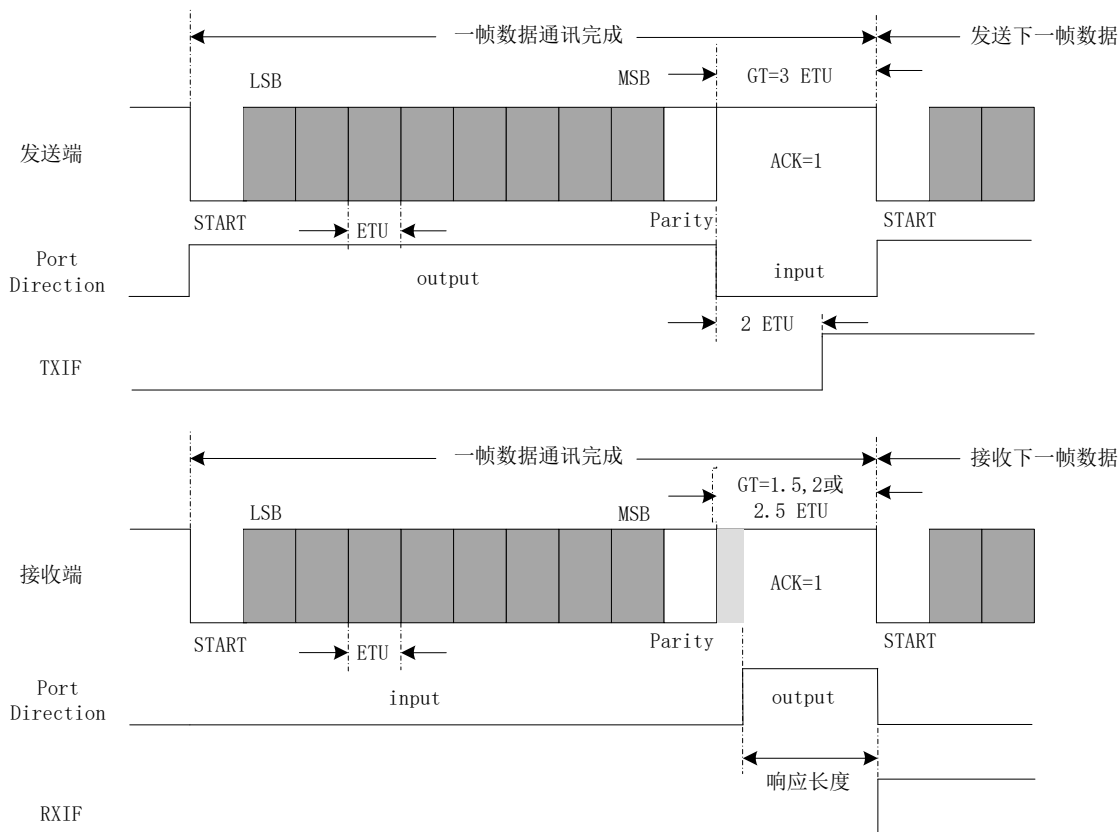 一帧数据通讯完成
发送下一帧数据
LSB
MSB
GT=3 ETU
发送端
ACK=1
START
ETU
Parity
START
Port
Direction
output
input
2 ETU
TXIF
一帧数据通讯完成
接收下一帧数据
LSB
MSB
GT=1.5,2或
2.5 ETU
接收端
ACK=1
START
ETU
Parity
START
Port
Direction
input
output
响应长度
RXIF